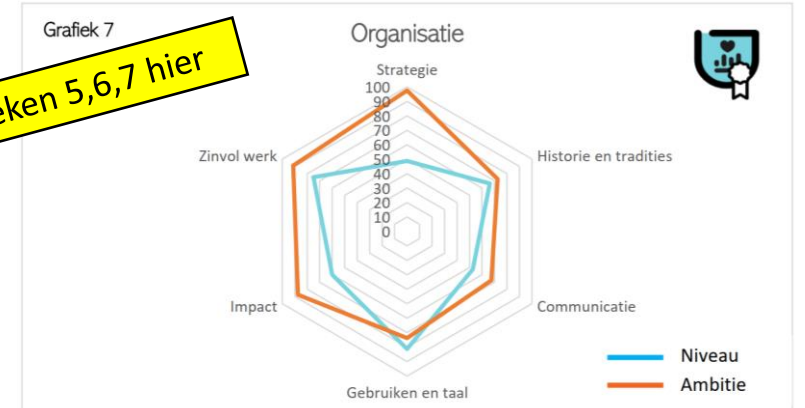 Grafiek 7
Organisatie
5,6,7 hier
Strategie
100
90
80
70
60
50
40
30
20
10
0
Zinvol werk
Historie en tradities
Impact
Communicatie
Gebruiken en taal
Niveau
Ambitie